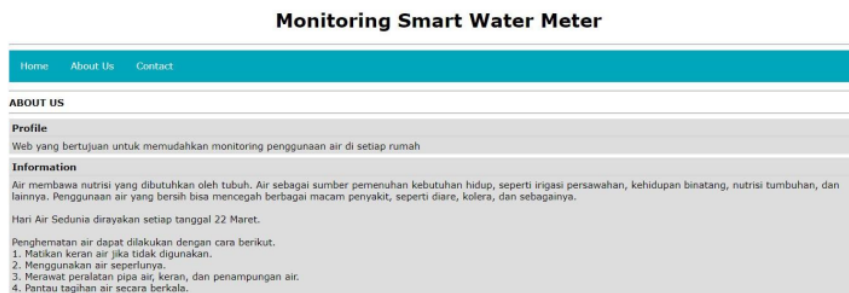 Monitoring Smart Water Meter
Home About Us Contact
ABOUT US
Profile
Web yang bertujuan untuk memudahkan monitoring penggunaan air di setiap rumah
Information
Air membawa nutrisi yang dibutuhkan oleh tubuh. Air sebagai sumber pemenuhan kebutuhan hidup, seperti irigasi persawahan, kehidupan binatang, nutrisi tumbuhan, dan
lainnya. Penggunaan air yang bersih bisa mencegah berbagai macam penyakit, seperti diare, kolera, dan sebagainya.
Hari Air Sedunia dirayakan setiap tanggal 22 Maret.
Penghematan air dapat dilakukan dengan cara berikut.
1. Matikan keran air jika tidak digunakan.
2. Menggunakan air seperlunya.
3. Merawat peralatan pipa air, keran, dan penampungan air.
4. Pantau tagihan air secara berkala.